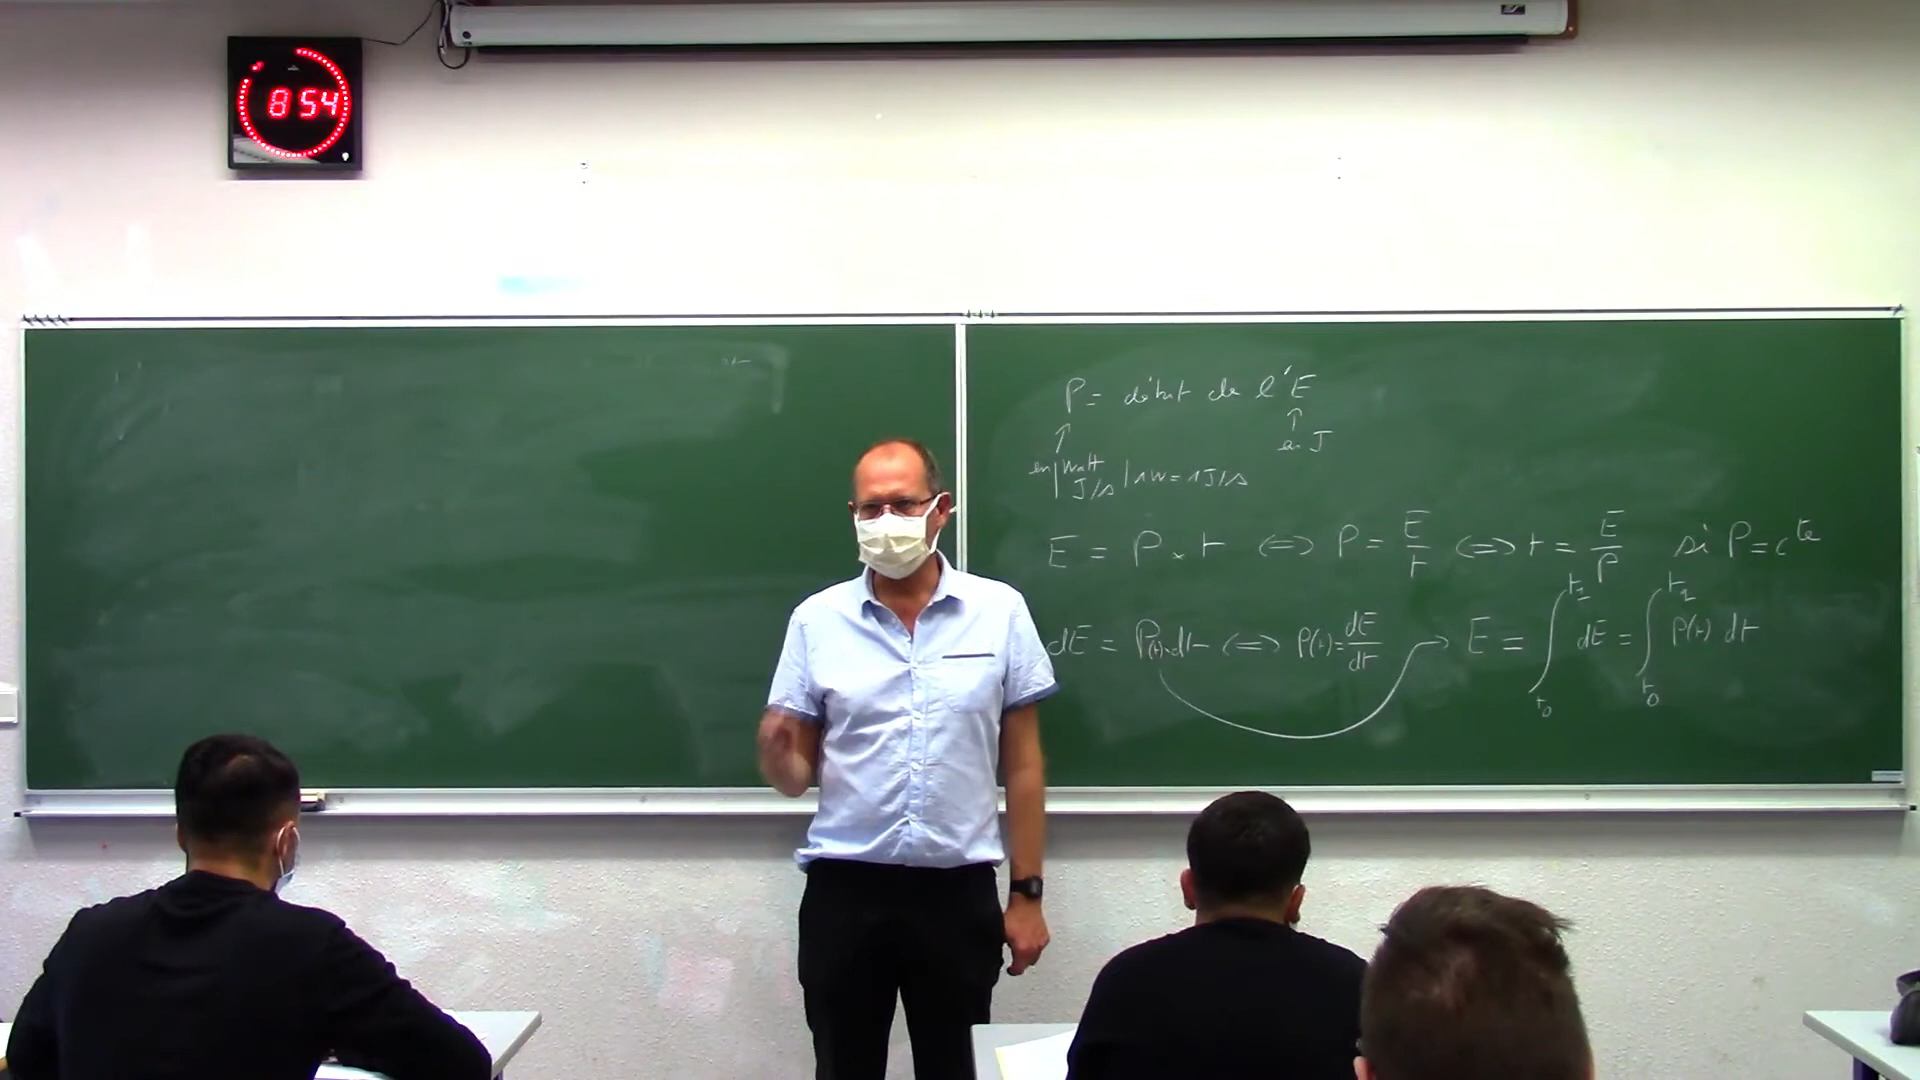 8 54
P = débit de l'E
↑ ↑
en Watt en J
J/s 1W = 1J/s
E = P × t ⇔ P = E/t ⇔ t = E/P si P = cte
dE = P(t).dt ⇔ P(t) = dE/dt → E = ∫_{t0}^{t1} dE = ∫_{t0}^{t1} P(t) dt